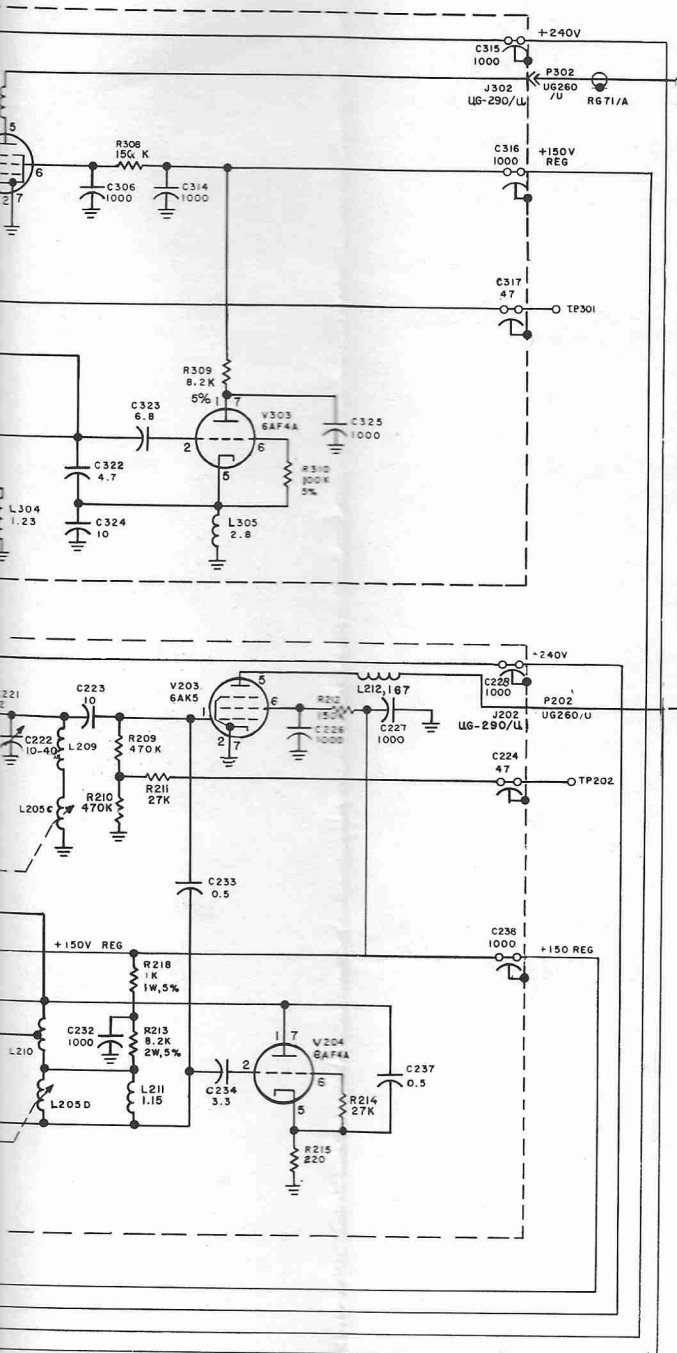 +240V
C315
1000
P302
J302
UG260
/U
UG-290/U
RG71/A
5
R308
150 K
C316
1000
+150V
REG
6
C306
1000
C314
1000
2 7
C317
47
TP301
R309
8.2K
5%
1 7
C323
6.8
V303
6AF4A
C325
1000
2
6
5
R310
100K
5%
C322
4.7
L304
1.23
C324
10
L305
2.8
+240V
C228
1000
V203
6AK5
5
L212,.167
P202
J202
UG260/U
UG-290/U
C223
10
1
6
R212
150K
C227
1000
C226
1000
2 7
C222
10-40
L209
R209
470K
C224
47
TP202
R211
27K
R210
470K
L205C
C233
0.5
C238
1000
+150V REG
+150 REG
R218
1K
1W,5%
C232
1000
R213
8.2K
2W,5%
1 7
V204
6AF4A
L210
C237
0.5
2
6
C234
3.3
L205D
L211
1.15
R214
27K
5
R215
220